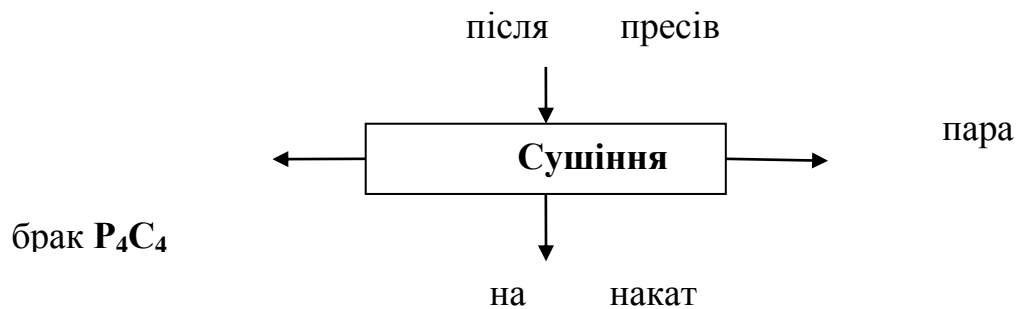 після пресів
пара
Сушіння
брак P₄C₄
на накат